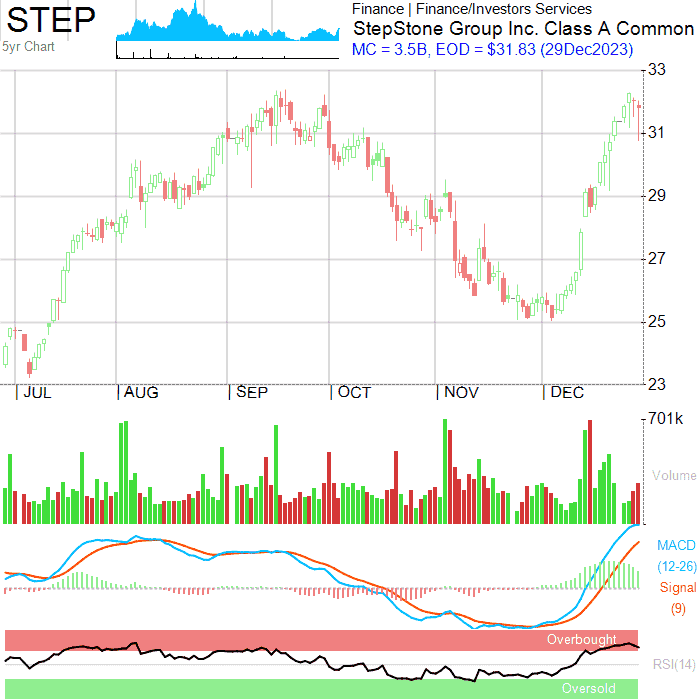 STEP
5yr Chart
Finance | Finance/Investors Services
StepStone Group Inc. Class A Common
MC = 3.5B, EOD = $31.83 (29Dec2023)
33
31
29
27
25
23
JUL AUG SEP OCT NOV DEC
701k
Volume
MACD
(12-26)
Signal
(9)
Overbought
RSI(14)
Oversold